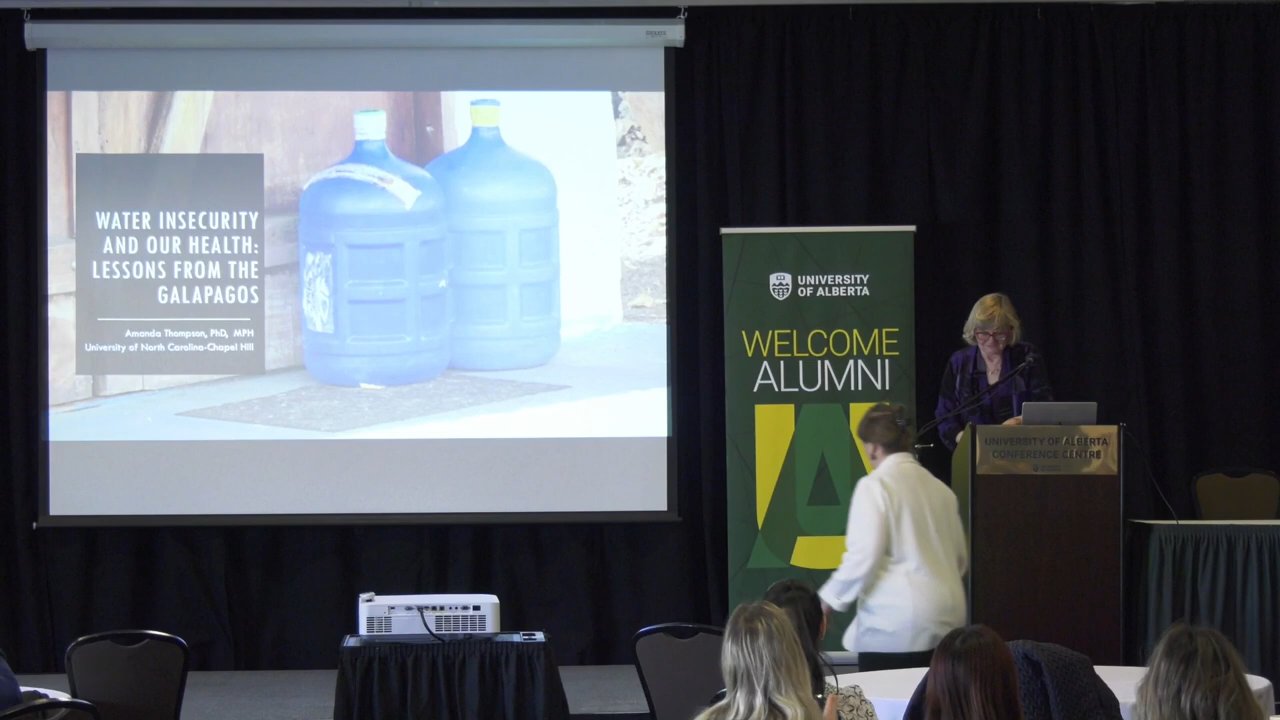 WATER INSECURITY
AND OUR HEALTH:
LESSONS FROM THE
GALAPAGOS
Amanda Thompson, PhD, MPH
University of North Carolina-Chapel Hill
UNIVERSITY
OF ALBERTA
WELCOME
ALUMNI
UNIVERSITY OF ALBERTA
CONFERENCE CENTRE